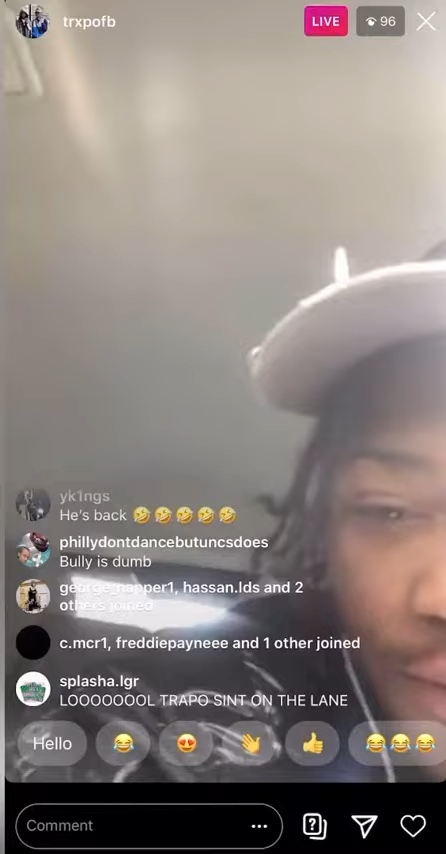 trxpofb
LIVE
96
yk1ngs
He's back 🤣🤣🤣🤣🤣
phillydontdancebutuncsdoes
Bully is dumb
george_napper1, hassan.lds and 2
others joined
c.mcr1, freddiepayneee and 1 other joined
splasha.lgr
LOOOOOOOL TRAPO SINT ON THE LANE
Hello 😂 😍 👋 👍 😂😂😂
Comment